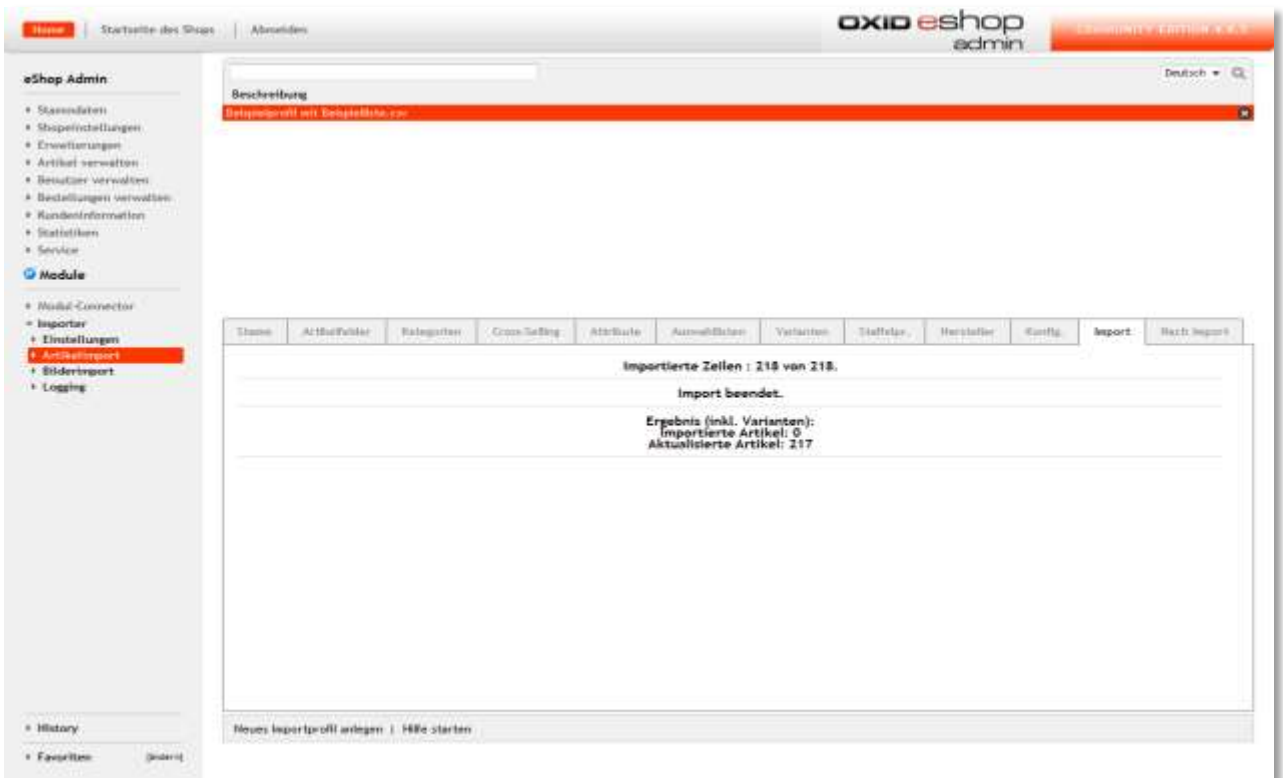 Home | Startseite des Shops | Abmelden
OXID eshop
admin
COMMUNITY EDITION
eShop Admin
Stammdaten
Shopeinstellungen
Erweiterungen
Artikel verwalten
Benutzer verwalten
Bestellungen verwalten
Kundeninformation
Statistiken
Service
Module
Modul-Connector
Importer
Einstellungen
Artikelimport
Bilderimport
Logging
History
Favoriten [ändern]
Deutsch
Beschreibung
Beispielprofil mit Beispielliste.csv
Stamm Artikelfelder Kategorien Cross-Selling Attribute Auswahllisten Varianten Staffelpr. Hersteller Konfig. Import Nach Import
Importierte Zeilen : 218 von 218.
Import beendet.
Ergebnis (inkl. Varianten):
Importierte Artikel: 0
Aktualisierte Artikel: 217
Neues Importprofil anlegen | Hilfe starten